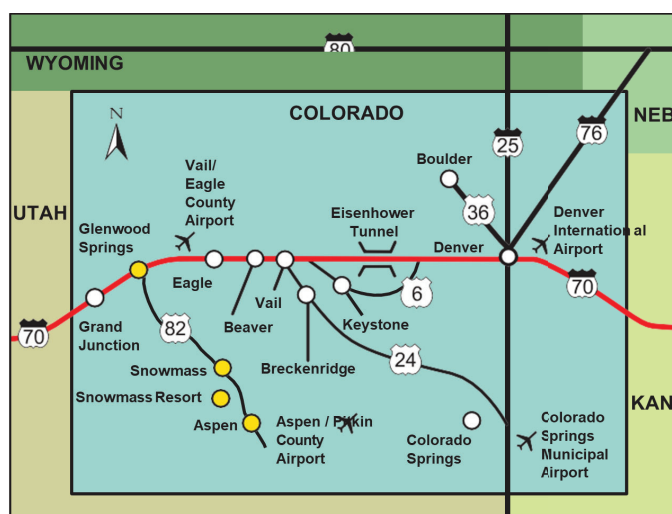 80
WYOMING
COLORADO
NEB
76
25
N
Boulder
Vail/
Eagle
County
Airport
36
UTAH
Glenwood
Springs
Eisenhower
Tunnel
Denver
Denver
International
Airport
Eagle
6
70
Vail
70
Grand
Junction
82
Beaver
Keystone
24
Breckenridge
Snowmass
Snowmass Resort
KAN
Aspen
Aspen / Pitkin
County
Airport
Colorado
Springs
Colorado
Springs
Municipal
Airport